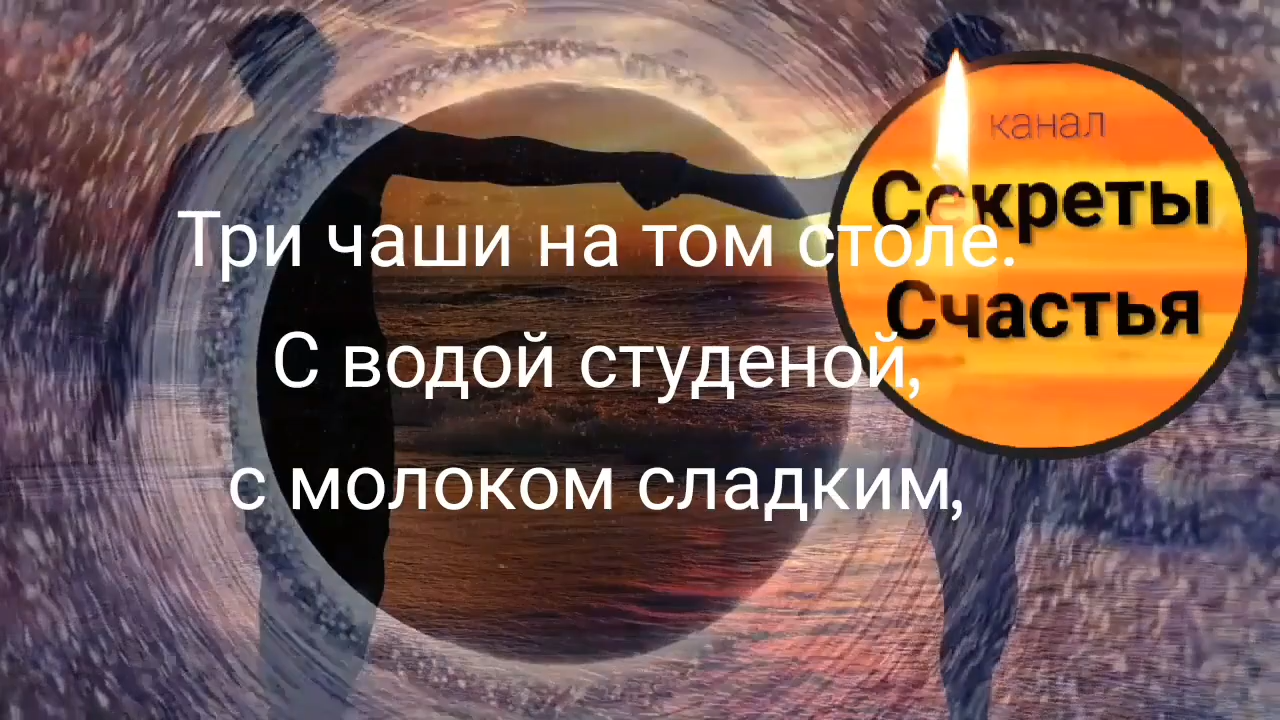 канал
Секреты
Счастья
Три чаши на том столе.
С водой студеной,
с молоком сладким,